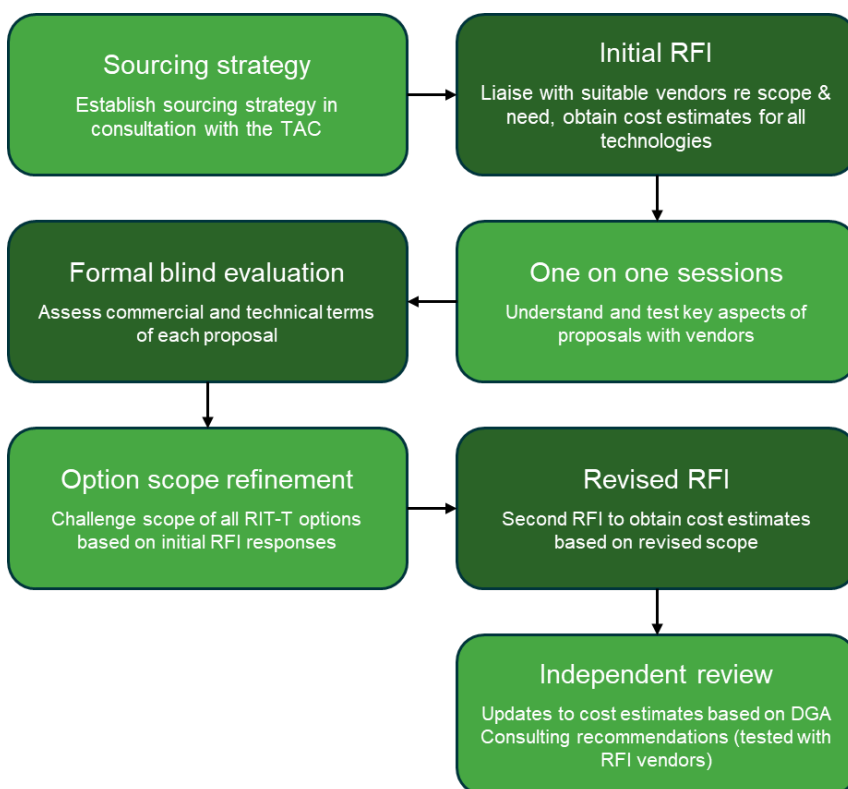 Sourcing strategy
Establish sourcing strategy in
consultation with the TAC
Initial RFI
Liaise with suitable vendors re scope &
need, obtain cost estimates for all
technologies
One on one sessions
Understand and test key aspects of
proposals with vendors
Formal blind evaluation
Assess commercial and technical terms
of each proposal
Option scope refinement
Challenge scope of all RIT-T options
based on initial RFI responses
Revised RFI
Second RFI to obtain cost estimates
based on revised scope
Independent review
Updates to cost estimates based on DGA
Consulting recommendations (tested with
RFI vendors)